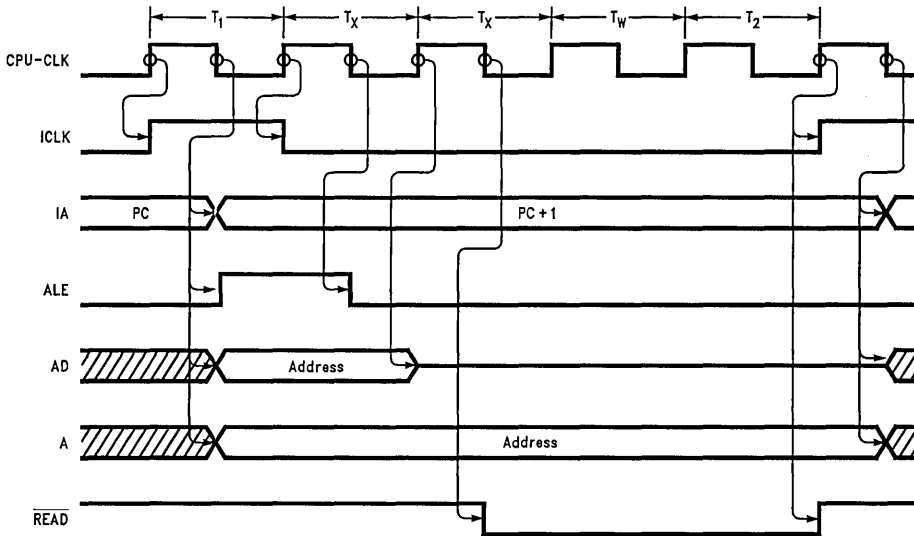 T1 TX TX TW T2
CPU-CLK
ICLK
IA PC PC + 1
ALE
AD Address
A Address
READ